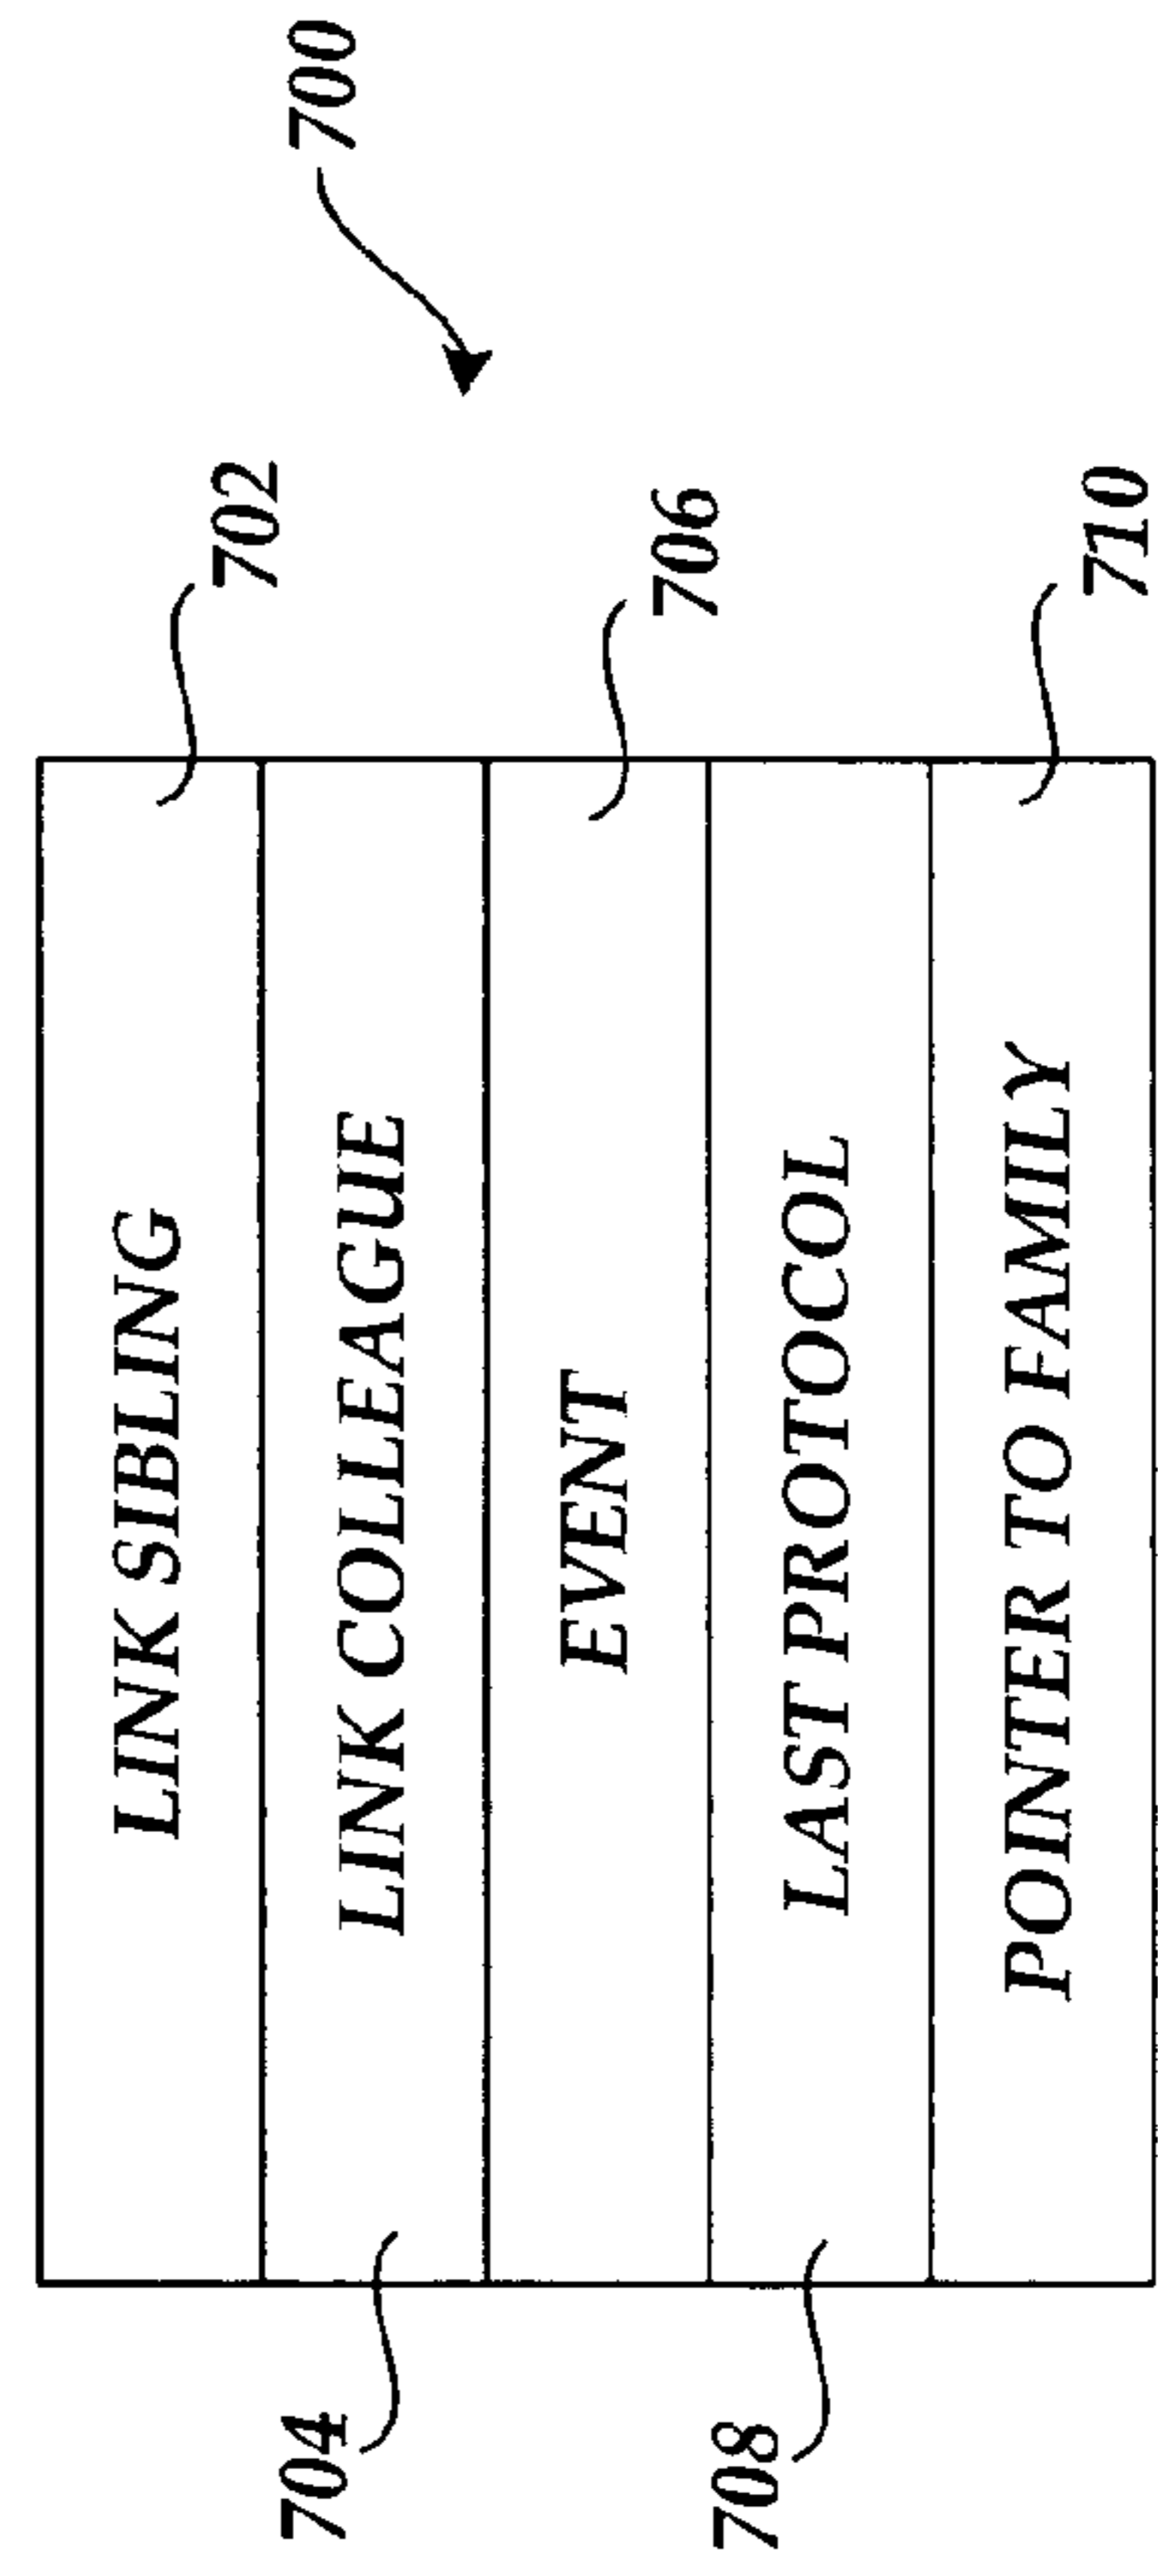 700
LINK SIBLING
702
LINK COLLEAGUE
704
EVENT
706
LAST PROTOCOL
708
POINTER TO FAMILY
710